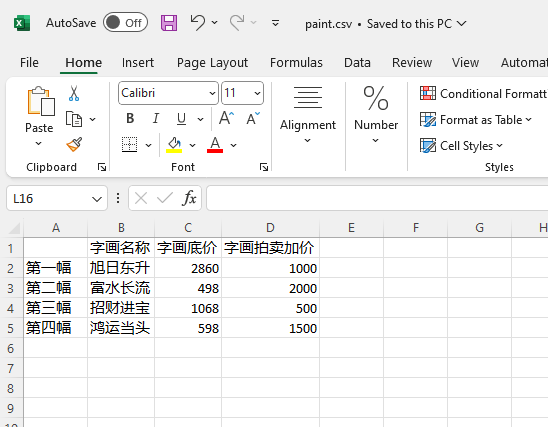 AutoSave Off paint.csv • Saved to this PC
File Home Insert Page Layout Formulas Data Review View Automat
Paste
Clipboard
Calibri 11
B I U A A
A
Font
Alignment
%
Number
Conditional Formatt
Format as Table
Cell Styles
Styles
L16 fx
A B C D E F G H
1 字画名称 字画底价 字画拍卖加价
2 第一幅 旭日东升 2860 1000
3 第二幅 富水长流 498 2000
4 第三幅 招财进宝 1068 500
5 第四幅 鸿运当头 598 1500
6
7
8
9
10